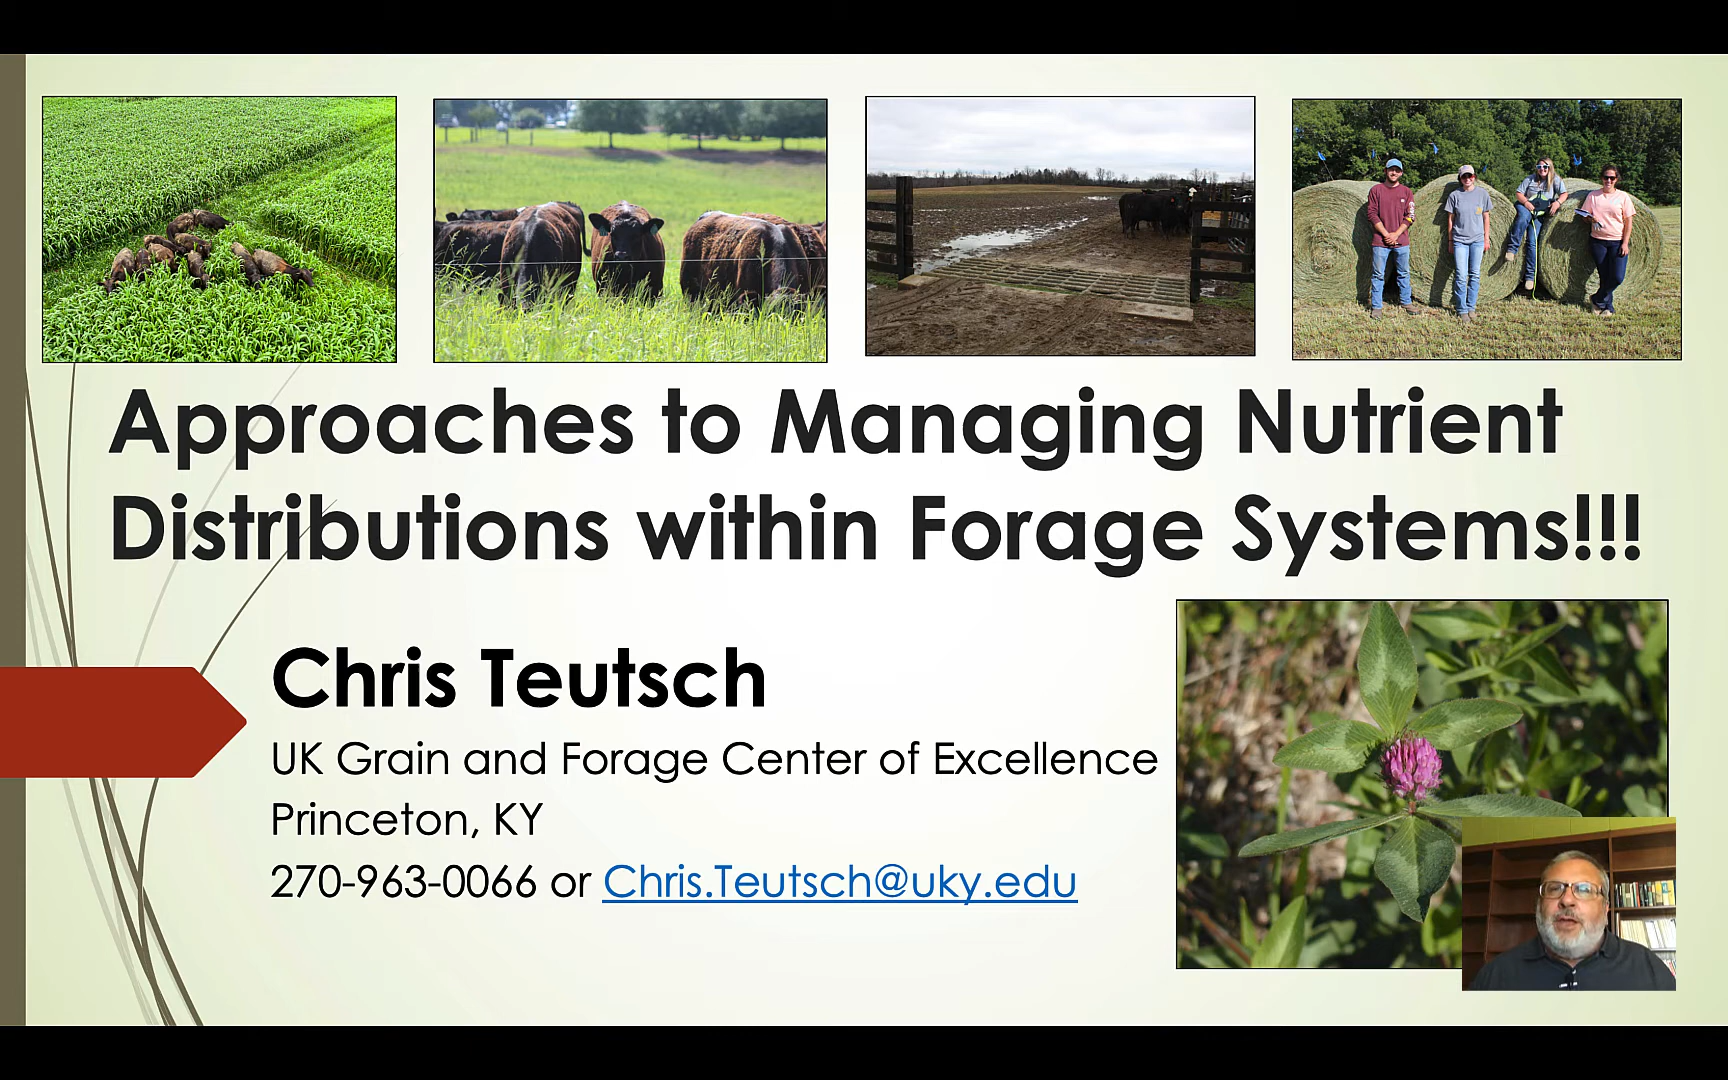 Approaches to Managing Nutrient
Distributions within Forage Systems!!!
Chris Teutsch
UK Grain and Forage Center of Excellence
Princeton, KY
270-963-0066 or Chris.Teutsch@uky.edu